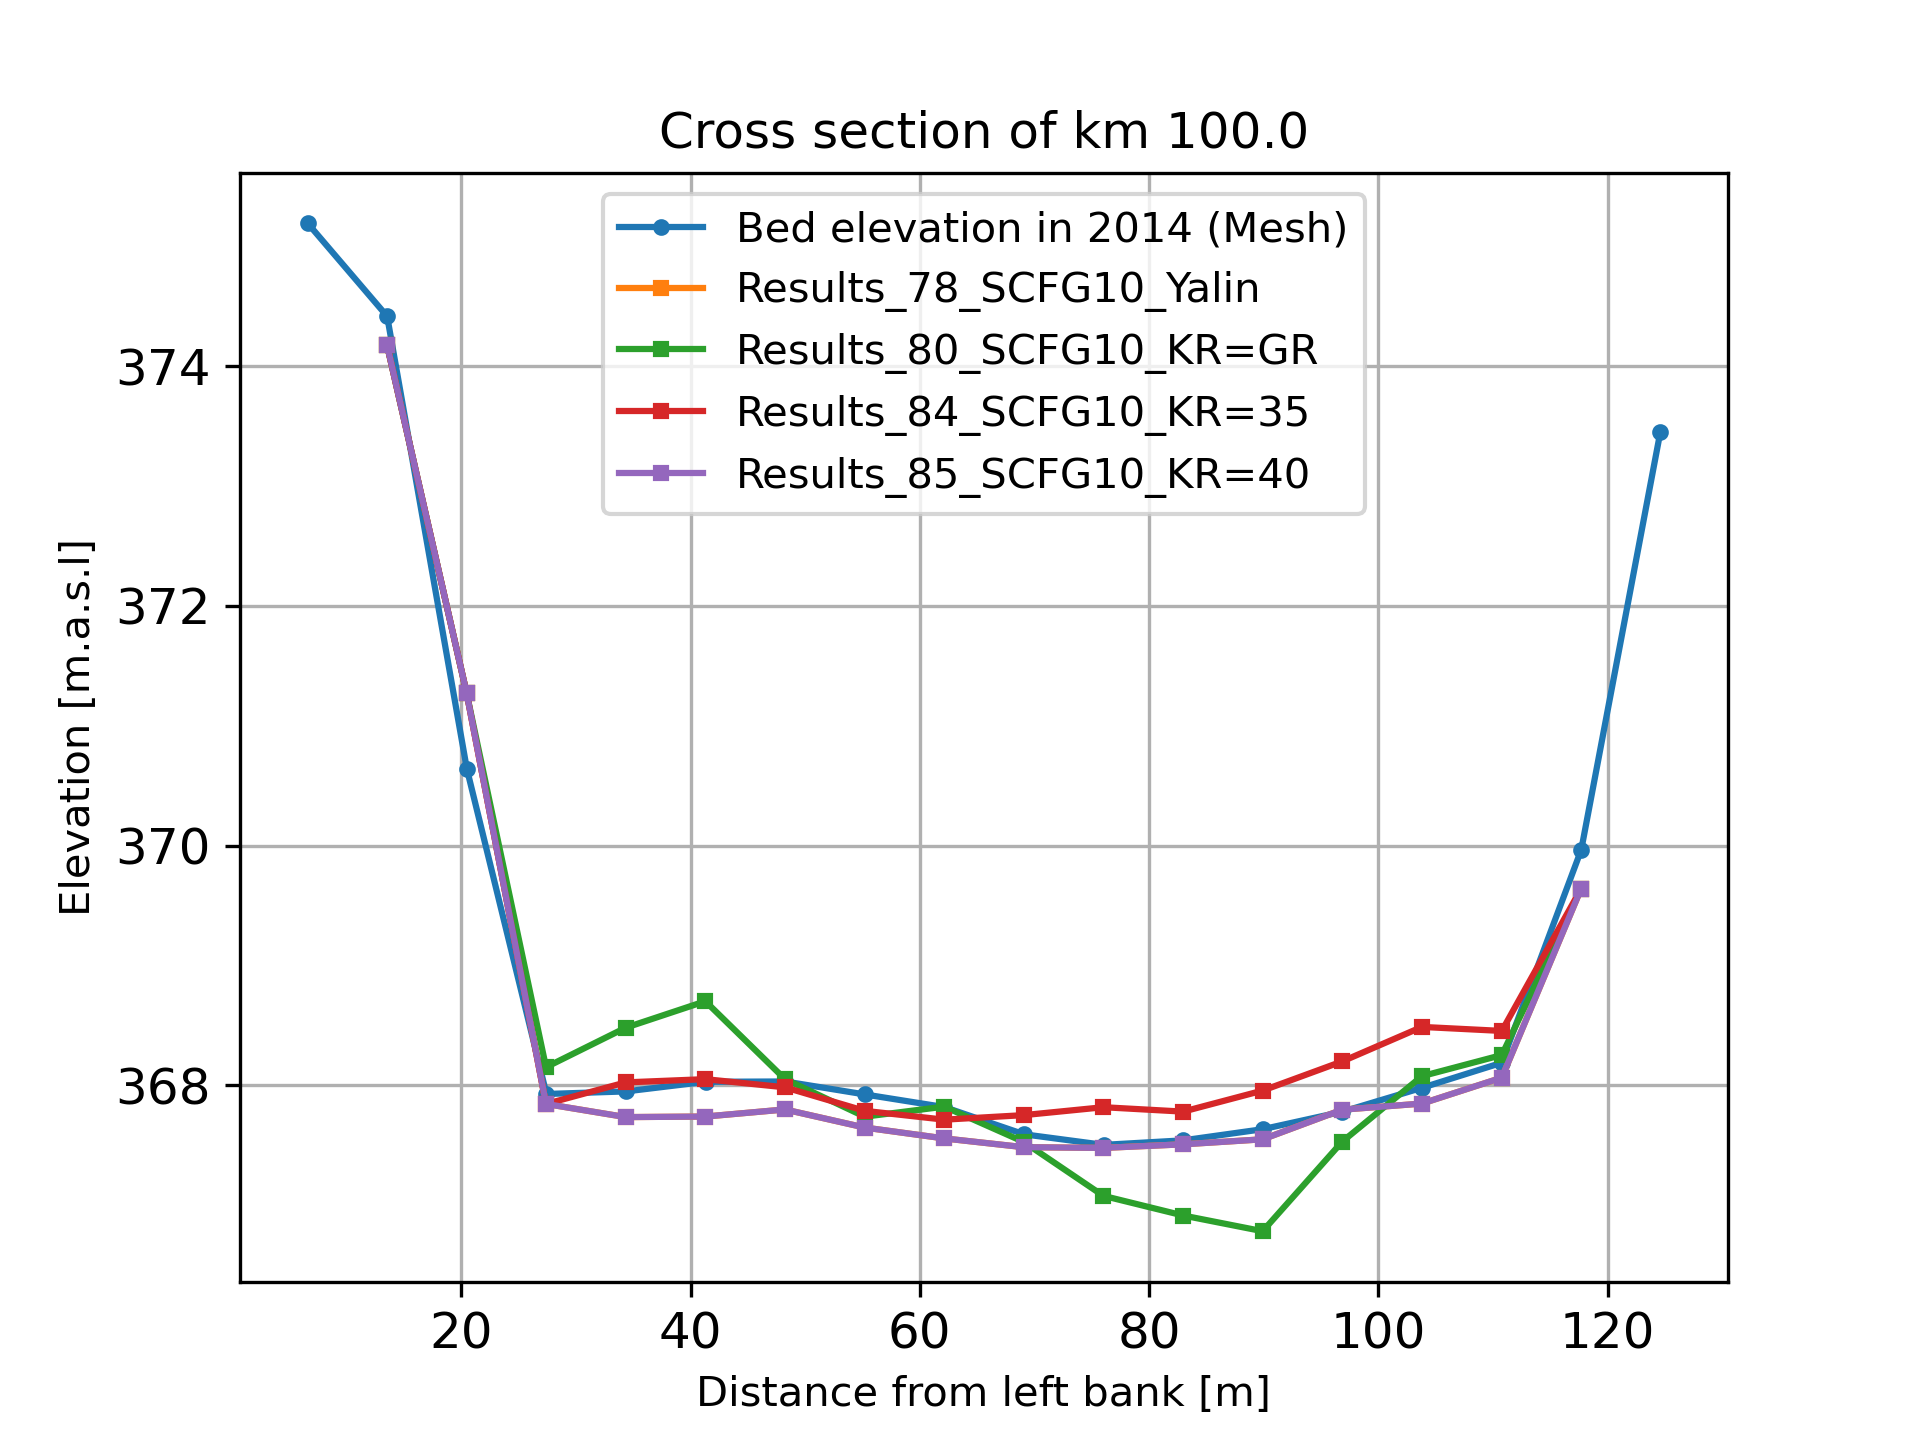 Cross section of km 100.0
Bed elevation in 2014 (Mesh)
Results_78_SCFG10_Yalin
Results_80_SCFG10_KR=GR
Results_84_SCFG10_KR=35
Results_85_SCFG10_KR=40
374
372
370
368
Elevation [m.a.s.l]
20 40 60 80 100 120
Distance from left bank [m]